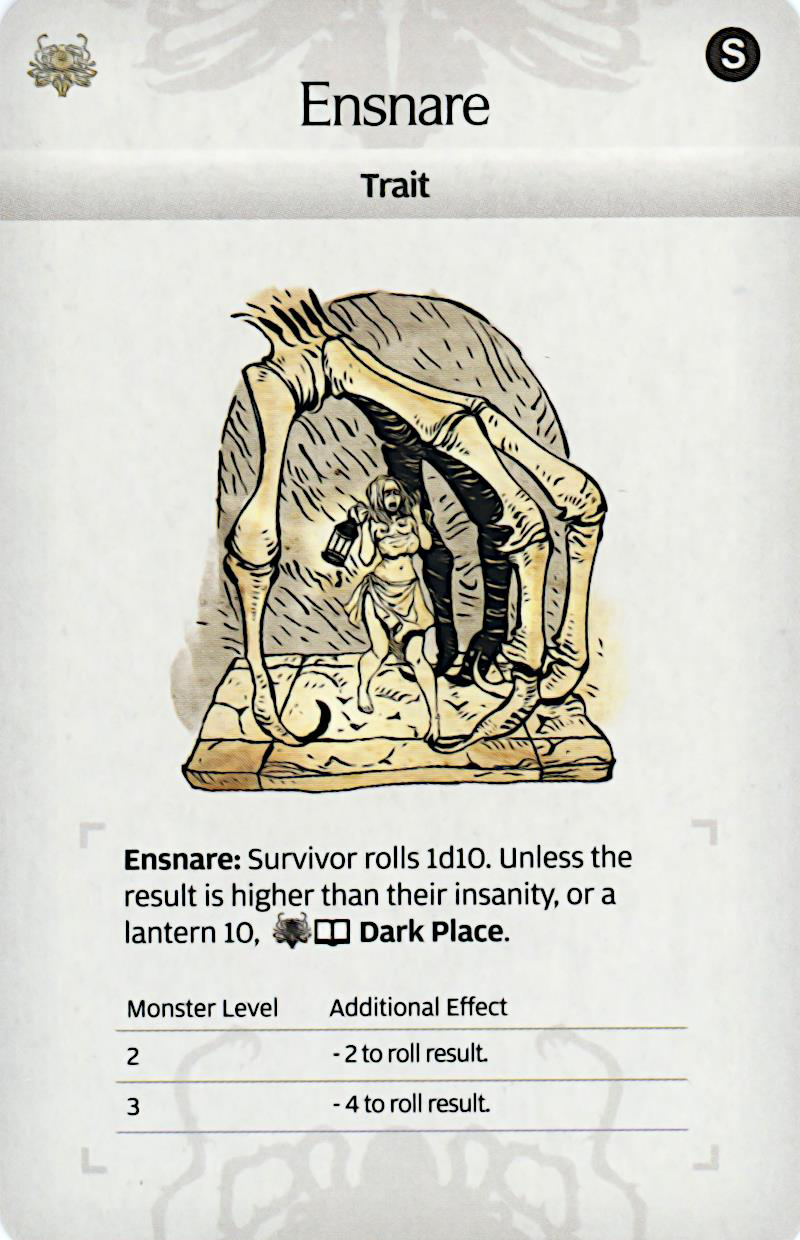 S
Ensnare
Trait
Ensnare: Survivor rolls 1d10. Unless the
result is higher than their insanity, or a
lantern 10, Dark Place.
Monster Level Additional Effect
2 - 2 to roll result.
3 - 4 to roll result.